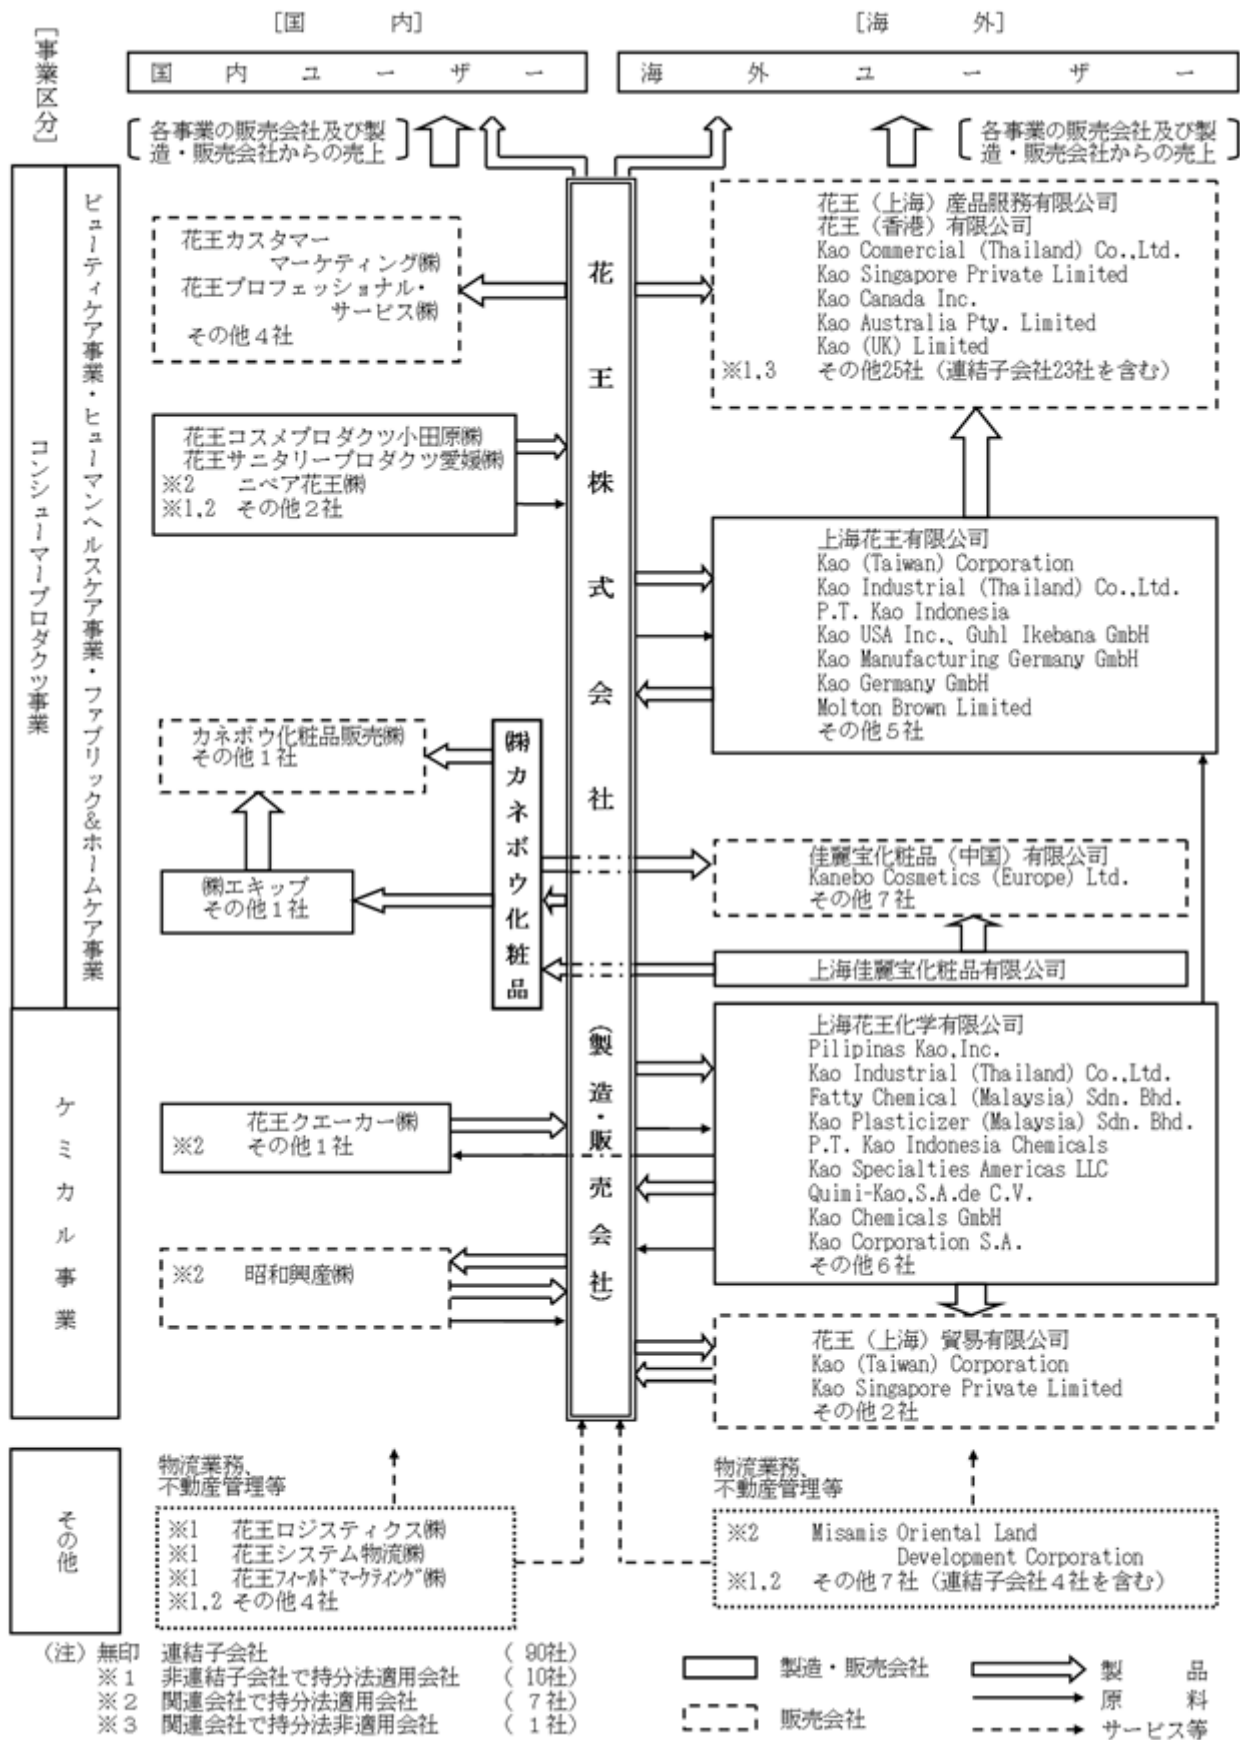 [国　　　内]
[海　　　外]
[事業区分]
国　内　ユ　ー　ザ　ー
海　外　ユ　ー　ザ　ー
各事業の販売会社及び製
造・販売会社からの売上
各事業の販売会社及び製
造・販売会社からの売上
コンシューマープロダクツ事業
ビューティケア事業・ヒューマンヘルスケア事業・ファブリック&ホームケア事業
花王カスタマー
マーケティング㈱
花王プロフェッショナル・
サービス㈱
その他４社
花王コスメプロダクツ小田原㈱
花王サニタリープロダクツ愛媛㈱
※2　ニベア花王㈱
※1,2　その他２社
カネボウ化粧品販売㈱
その他１社
㈱エキップ
その他１社
㈱カネボウ化粧品
花王株式会社（製造・販売会社）
花王（上海）産品服務有限公司
花王（香港）有限公司
Kao Commercial (Thailand) Co.,Ltd.
Kao Singapore Private Limited
Kao Canada Inc.
Kao Australia Pty. Limited
Kao (UK) Limited
※1,3　その他25社（連結子会社23社を含む）
上海花王有限公司
Kao (Taiwan) Corporation
Kao Industrial (Thailand) Co.,Ltd.
P.T. Kao Indonesia
Kao USA Inc.、Guhl Ikebana GmbH
Kao Manufacturing Germany GmbH
Kao Germany GmbH
Molton Brown Limited
その他５社
佳麗宝化粧品（中国）有限公司
Kanebo Cosmetics (Europe) Ltd.
その他７社
上海佳麗宝化粧品有限公司
ケミカル事業
花王クエーカー㈱
※2　その他１社
※2　昭和興産㈱
上海花王化学有限公司
Pilipinas Kao,Inc.
Kao Industrial (Thailand) Co.,Ltd.
Fatty Chemical (Malaysia) Sdn. Bhd.
Kao Plasticizer (Malaysia) Sdn. Bhd.
P.T. Kao Indonesia Chemicals
Kao Specialties Americas LLC
Quimi-Kao,S.A.de C.V.
Kao Chemicals GmbH
Kao Corporation S.A.
その他６社
花王（上海）貿易有限公司
Kao (Taiwan) Corporation
Kao Singapore Private Limited
その他２社
その他
物流業務、
不動産管理等
※1　花王ロジスティクス㈱
※1　花王システム物流㈱
※1　花王ﾌｨｰﾙﾄﾞﾏｰｹﾃｨﾝｸﾞ㈱
※1,2　その他４社
物流業務、
不動産管理等
※2　Misamis Oriental Land
Development Corporation
※1,2　その他７社（連結子会社４社を含む）
（注）無印　連結子会社　（ 90社）
※１　非連結子会社で持分法適用会社　（ 10社）
※２　関連会社で持分法適用会社　（ ７社）
※３　関連会社で持分法非適用会社　（ １社）
製造・販売会社
販売会社
製　　品
原　　料
サービス等